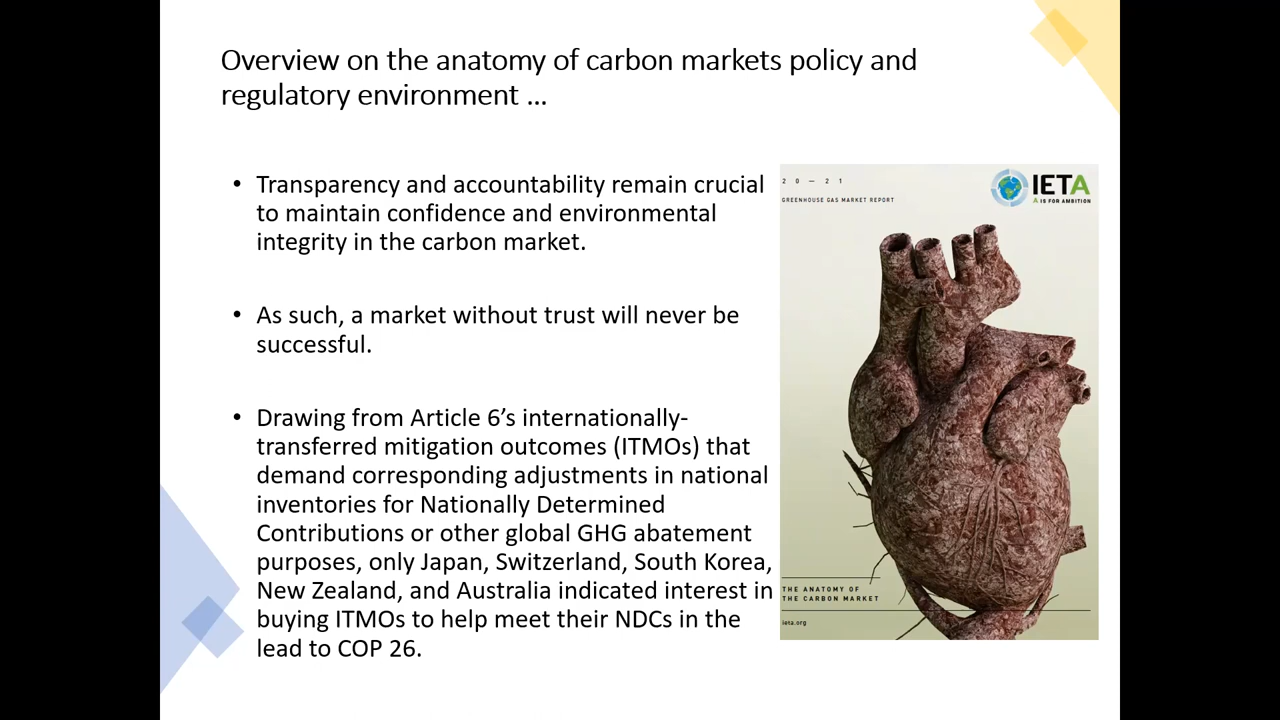 Overview on the anatomy of carbon markets policy and
regulatory environment ...
• Transparency and accountability remain crucial
to maintain confidence and environmental
integrity in the carbon market.
• As such, a market without trust will never be
successful.
• Drawing from Article 6’s internationally-
transferred mitigation outcomes (ITMOs) that
demand corresponding adjustments in national
inventories for Nationally Determined
Contributions or other global GHG abatement
purposes, only Japan, Switzerland, South Korea,
New Zealand, and Australia indicated interest in
buying ITMOs to help meet their NDCs in the
lead to COP 26.
20 — 21
GREENHOUSE GAS MARKET REPORT
IETA
A IS FOR AMBITION
THE ANATOMY OF
THE CARBON MARKET
ieta.org